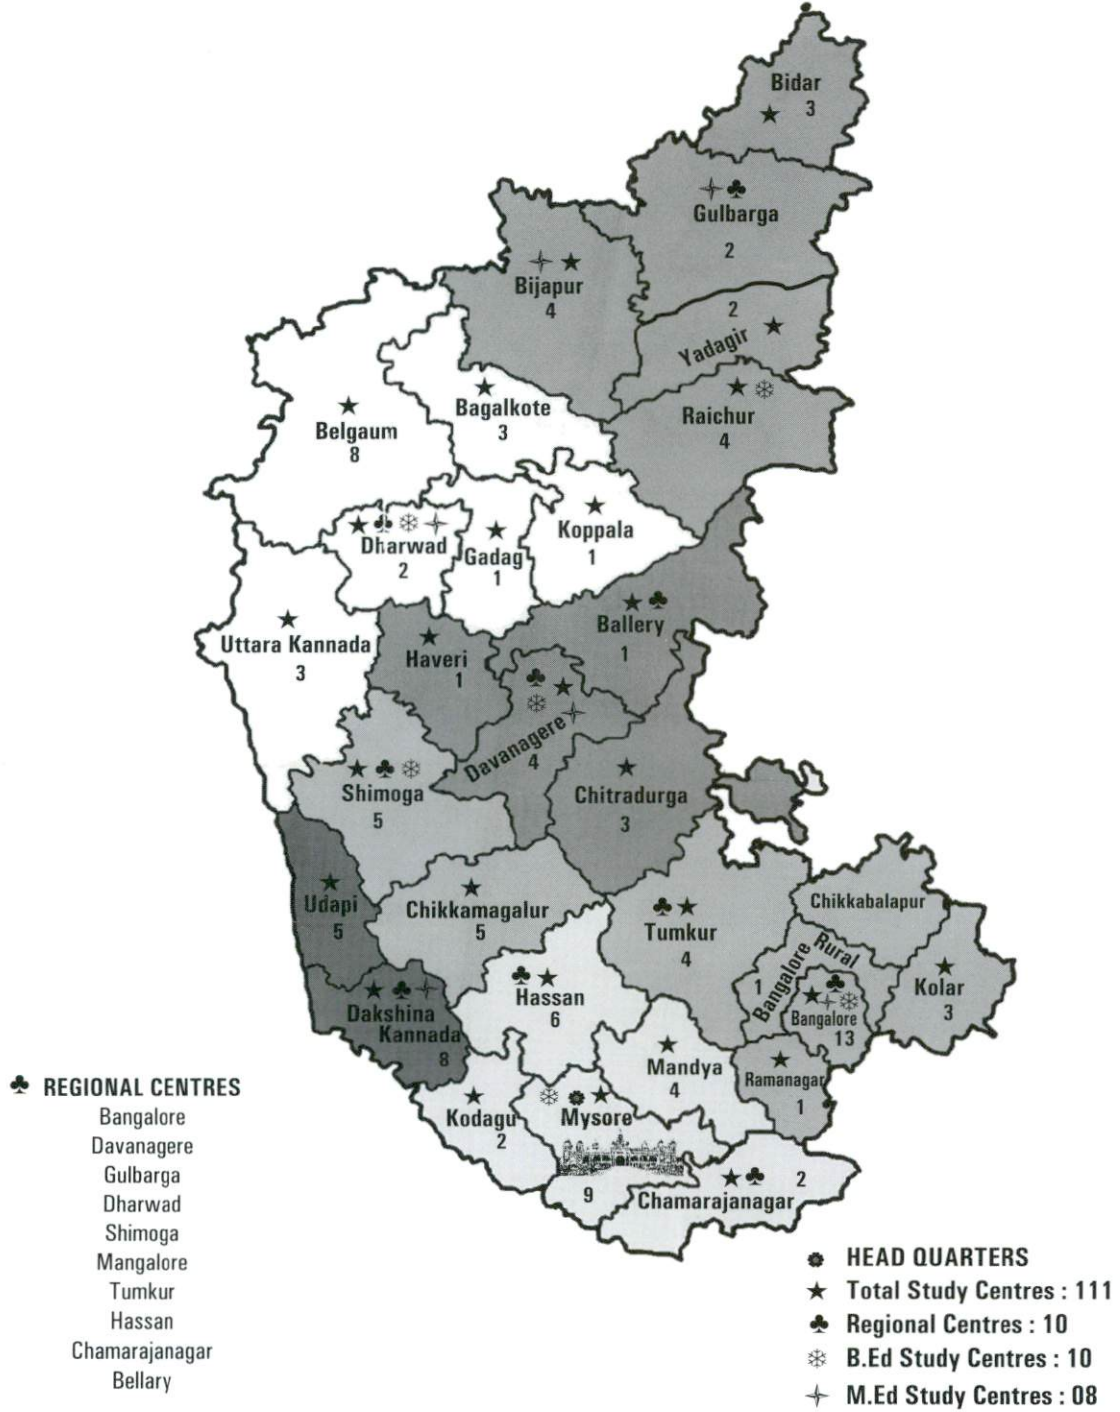 Bidar
3
Gulbarga
2
Bijapur
4
2
Yadagir
Raichur
4
Bagalkote
3
Belgaum
8
Koppala
1
Dharwad
2
Gadag
1
Ballery
1
Uttara Kannada
3
Haveri
1
Davanagere
4
Shimoga
5
Chitradurga
3
Udapi
5
Chikkamagalur
5
Tumkur
4
Chikkabalapur
Bangalore Rural
1
Kolar
3
Bangalore
13
Hassan
6
Dakshina
Kannada
8
Mandya
4
Ramanagar
1
Kodagu
2
Mysore
9
Chamarajanagar
2
REGIONAL CENTRES
Bangalore
Davanagere
Gulbarga
Dharwad
Shimoga
Mangalore
Tumkur
Hassan
Chamarajanagar
Bellary
HEAD QUARTERS
Total Study Centres : 111
Regional Centres : 10
B.Ed Study Centres : 10
M.Ed Study Centres : 08